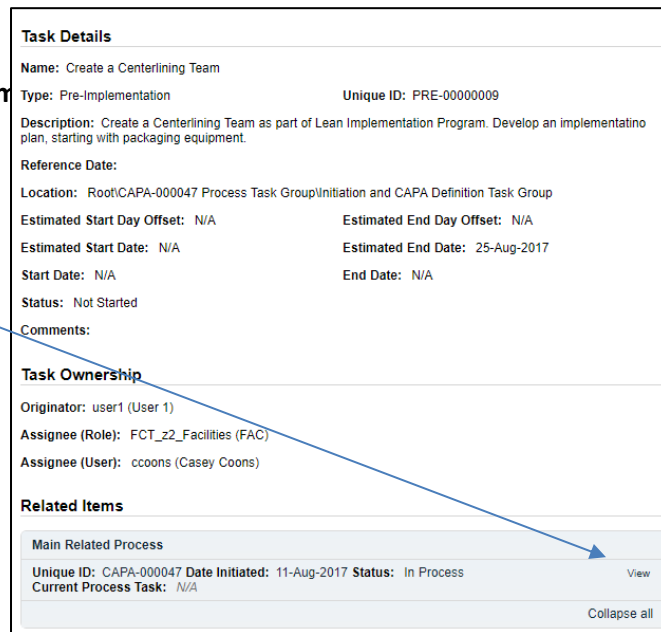 Task Details
Name: Create a Centerlining Team
m
Type: Pre-Implementation Unique ID: PRE-00000009
Description: Create a Centerlining Team as part of Lean Implementation Program. Develop an implementatino
plan, starting with packaging equipment.
Reference Date:
Location: Root\CAPA-000047 Process Task Group\Initiation and CAPA Definition Task Group
Estimated Start Day Offset: N/A Estimated End Day Offset: N/A
Estimated Start Date: N/A Estimated End Date: 25-Aug-2017
Start Date: N/A End Date: N/A
Status: Not Started
Comments:
Task Ownership
Originator: user1 (User 1)
Assignee (Role): FCT_z2_Facilities (FAC)
Assignee (User): ccoons (Casey Coons)
Related Items
Main Related Process
Unique ID: CAPA-000047 Date Initiated: 11-Aug-2017 Status: In Process View
Current Process Task: N/A
Collapse all